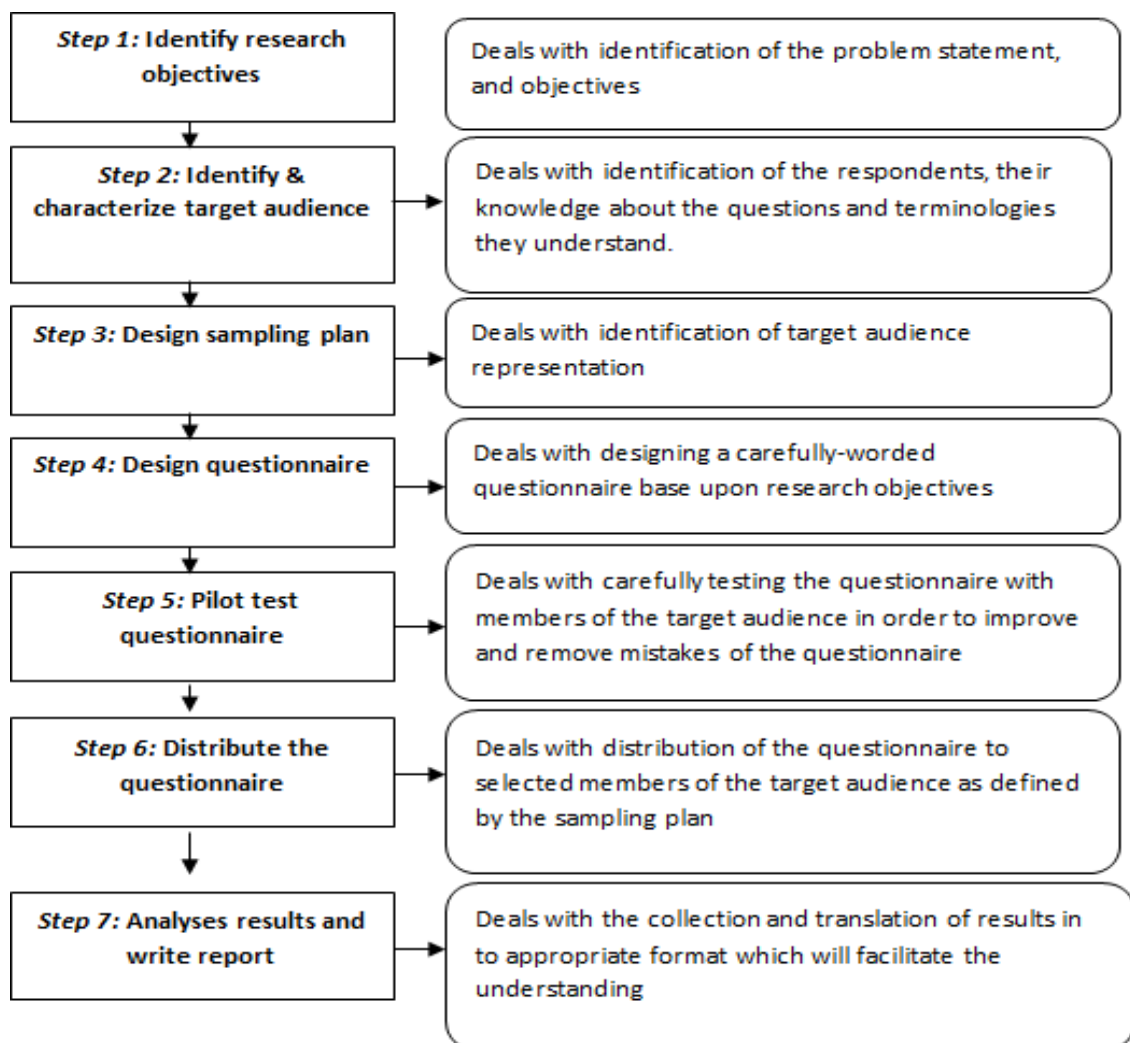 Step 1: Identify research
objectives
Deals with identification of the problem statement,
and objectives
Step 2: Identify &
characterize target audience
Deals with identification of the respondents, their
knowledge about the questions and terminologies
they understand.
Step 3: Design sampling plan
Deals with identification of target audience
representation
Step 4: Design questionnaire
Deals with designing a carefully-worded
questionnaire base upon research objectives
Step 5: Pilot test
questionnaire
Deals with carefully testing the questionnaire with
members of the target audience in order to improve
and remove mistakes of the questionnaire
Step 6: Distribute the
questionnaire
Deals with distribution of the questionnaire to
selected members of the target audience as defined
by the sampling plan
Step 7: Analyses results and
write report
Deals with the collection and translation of results in
to appropriate format which will facilitate the
understanding